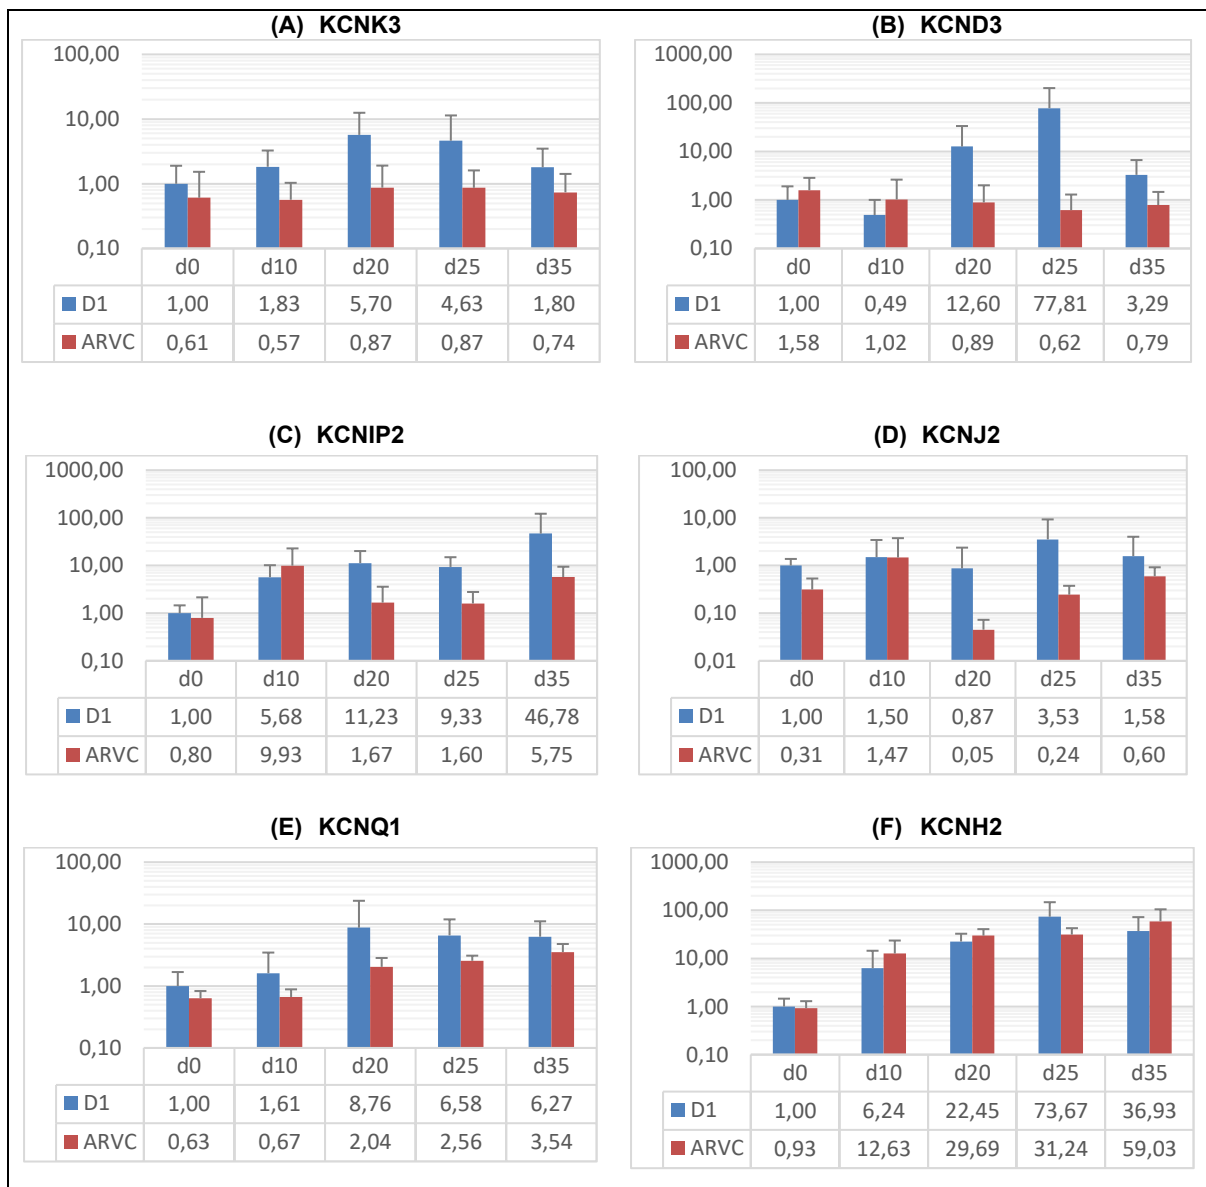 (A) KCNK3
100,00
10,00
1,00
0,10
d0 d10 d20 d25 d35
D1 1,00 1,83 5,70 4,63 1,80
ARVC 0,61 0,57 0,87 0,87 0,74
(B) KCND3
1000,00
100,00
10,00
1,00
0,10
d0 d10 d20 d25 d35
D1 1,00 0,49 12,60 77,81 3,29
ARVC 1,58 1,02 0,89 0,62 0,79
(C) KCNIP2
1000,00
100,00
10,00
1,00
0,10
d0 d10 d20 d25 d35
D1 1,00 5,68 11,23 9,33 46,78
ARVC 0,80 9,93 1,67 1,60 5,75
(D) KCNJ2
100,00
10,00
1,00
0,10
0,01
d0 d10 d20 d25 d35
D1 1,00 1,50 0,87 3,53 1,58
ARVC 0,31 1,47 0,05 0,24 0,60
(E) KCNQ1
100,00
10,00
1,00
0,10
d0 d10 d20 d25 d35
D1 1,00 1,61 8,76 6,58 6,27
ARVC 0,63 0,67 2,04 2,56 3,54
(F) KCNH2
1000,00
100,00
10,00
1,00
0,10
d0 d10 d20 d25 d35
D1 1,00 6,24 22,45 73,67 36,93
ARVC 0,93 12,63 29,69 31,24 59,03